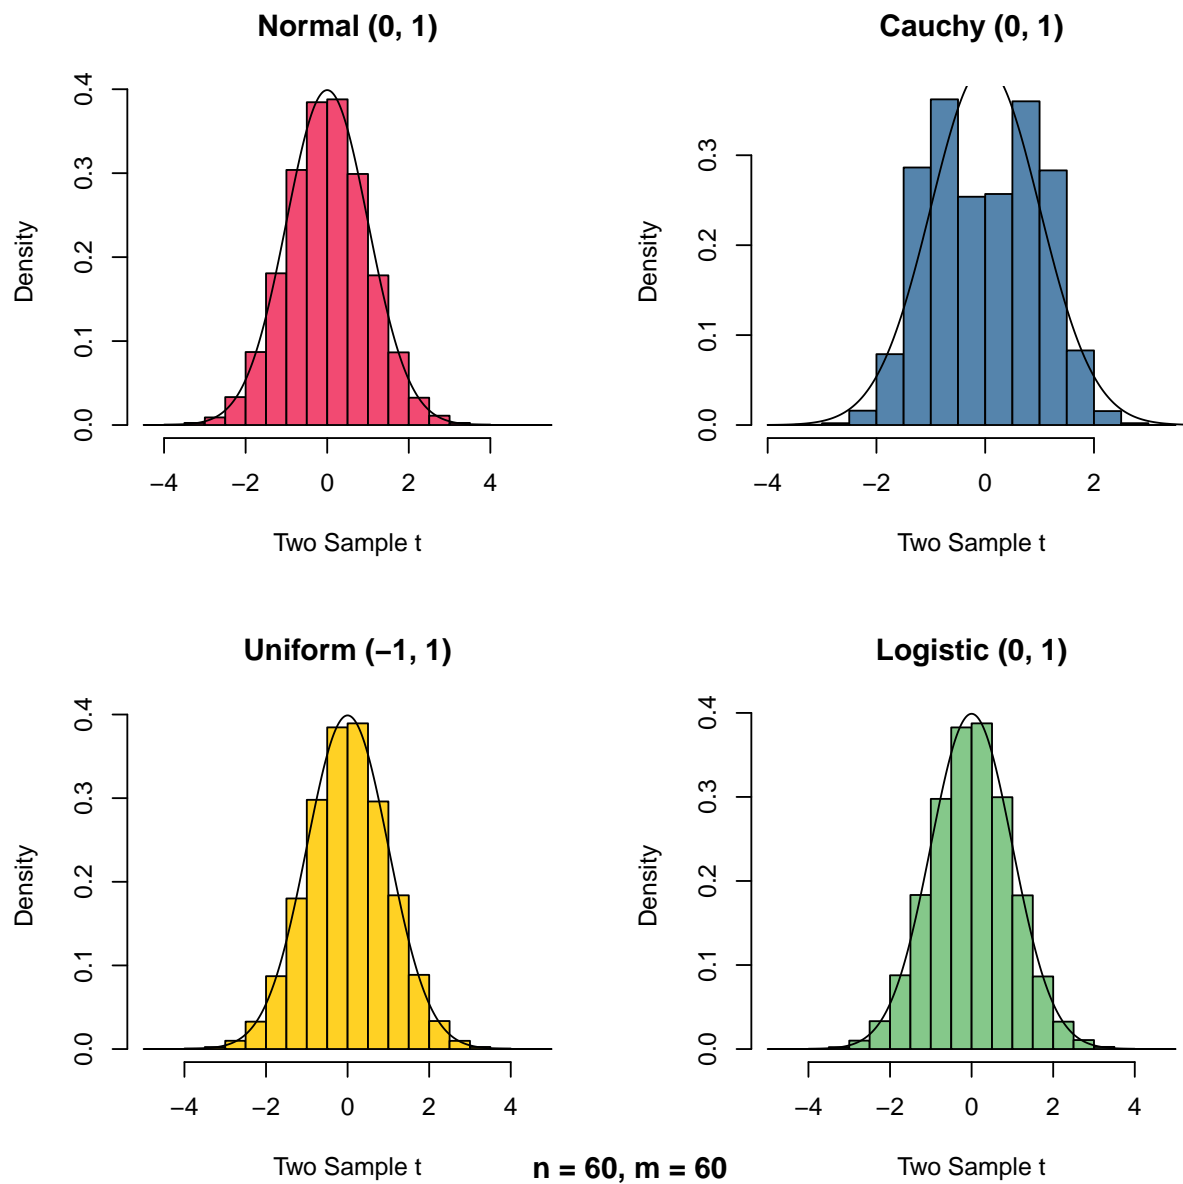 Normal (0, 1)
Density
0.0 0.1 0.2 0.3 0.4
−4 −2 0 2 4
Two Sample t
Cauchy (0, 1)
Density
0.0 0.1 0.2 0.3
−4 −2 0 2
Two Sample t
Uniform (−1, 1)
Density
0.0 0.1 0.2 0.3 0.4
−4 −2 0 2 4
Two Sample t
Logistic (0, 1)
Density
0.0 0.1 0.2 0.3 0.4
−4 −2 0 2 4
Two Sample t
n = 60, m = 60